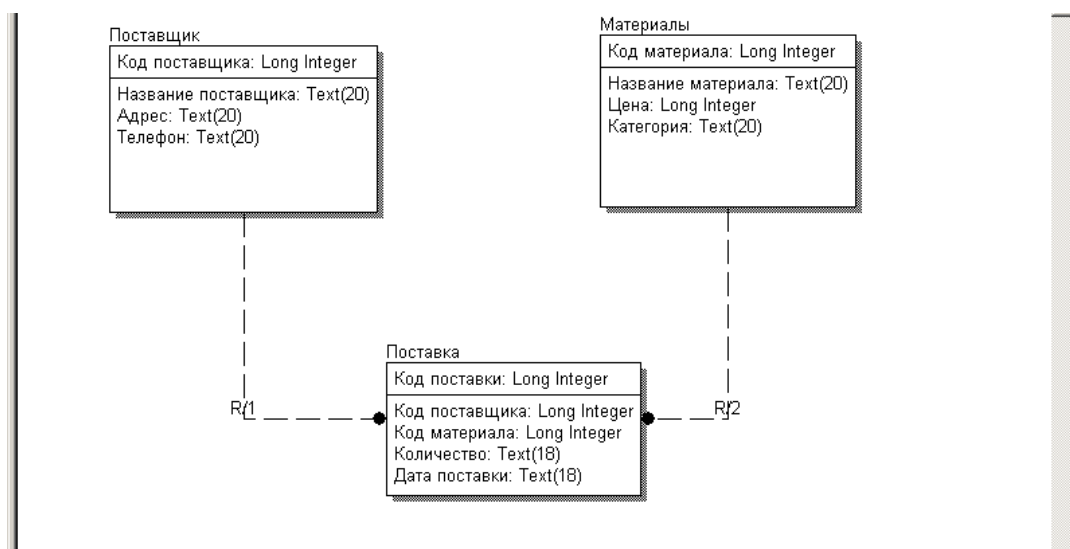 Поставщик
Код поставщика: Long Integer
Название поставщика: Text(20)
Адрес: Text(20)
Телефон: Text(20)
Материалы
Код материала: Long Integer
Название материала: Text(20)
Цена: Long Integer
Категория: Text(20)
Поставка
Код поставки: Long Integer
Код поставщика: Long Integer
Код материала: Long Integer
Количество: Text(18)
Дата поставки: Text(18)
R/1
R/2